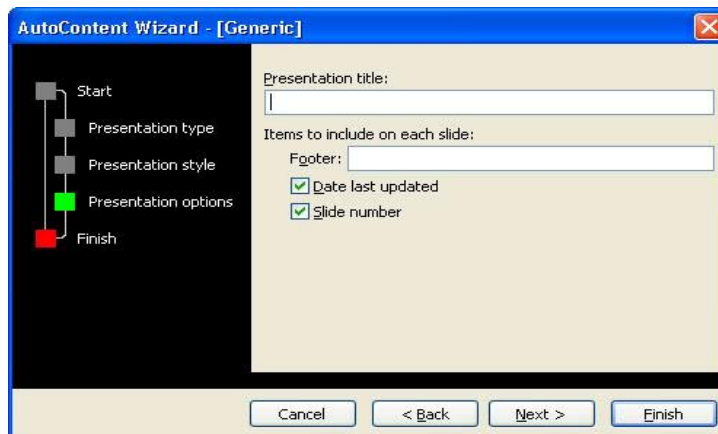 AutoContent Wizard - [Generic]
Start
Presentation type
Presentation style
Presentation options
Finish
Presentation title:
Items to include on each slide:
Footer:
Date last updated
Slide number
Cancel
< Back
Next >
Finish